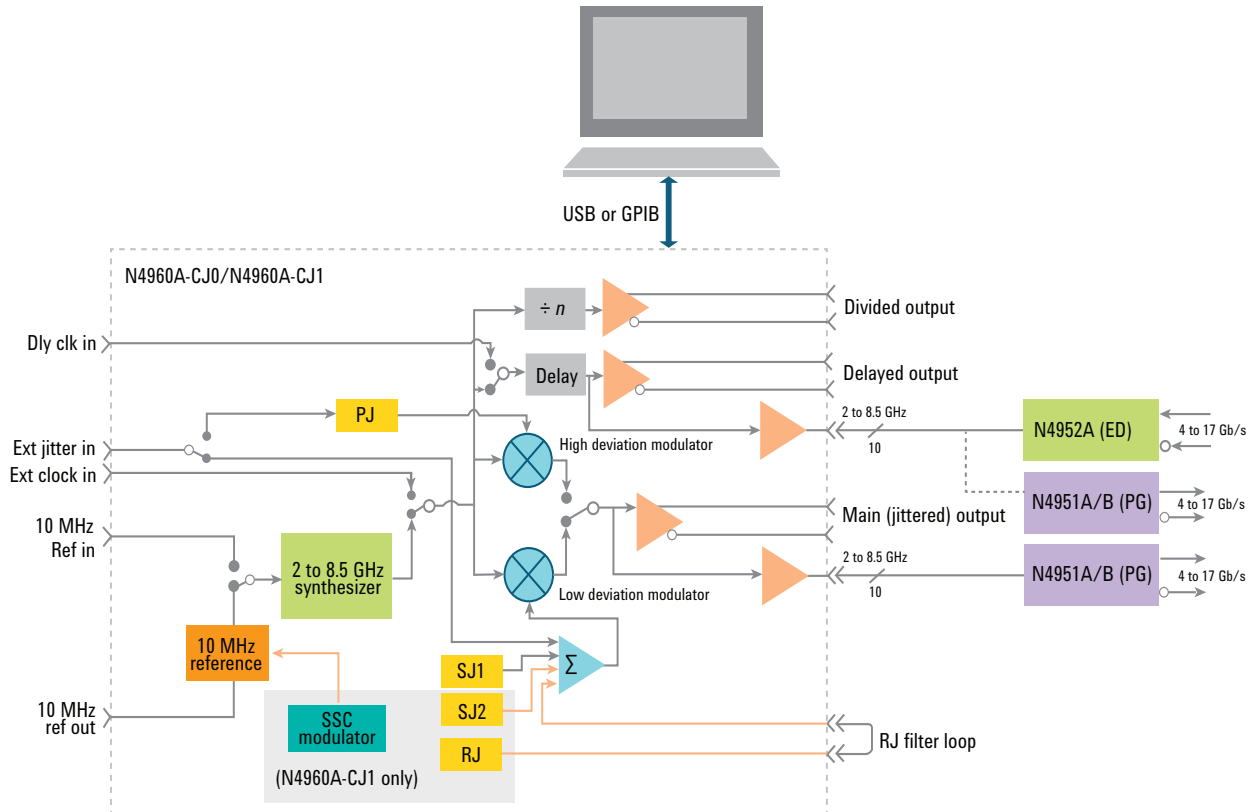 USB or GPIB
N4960A-CJ0/N4960A-CJ1
÷ n
Divided output
Dly clk in
Delay
Delayed output
PJ
2 to 8.5 GHz
10
N4952A (ED)
4 to 17 Gb/s
Ext jitter in
High deviation modulator
Ext clock in
N4951A/B (PG)
4 to 17 Gb/s
10 MHz
Ref in
Main (jittered) output
2 to 8.5 GHz
synthesizer
2 to 8.5 GHz
10
N4951A/B (PG)
4 to 17 Gb/s
Low deviation modulator
10 MHz
reference
Σ
SJ1
10 MHz
ref out
SSC
modulator
SJ2
RJ
RJ filter loop
(N4960A-CJ1 only)